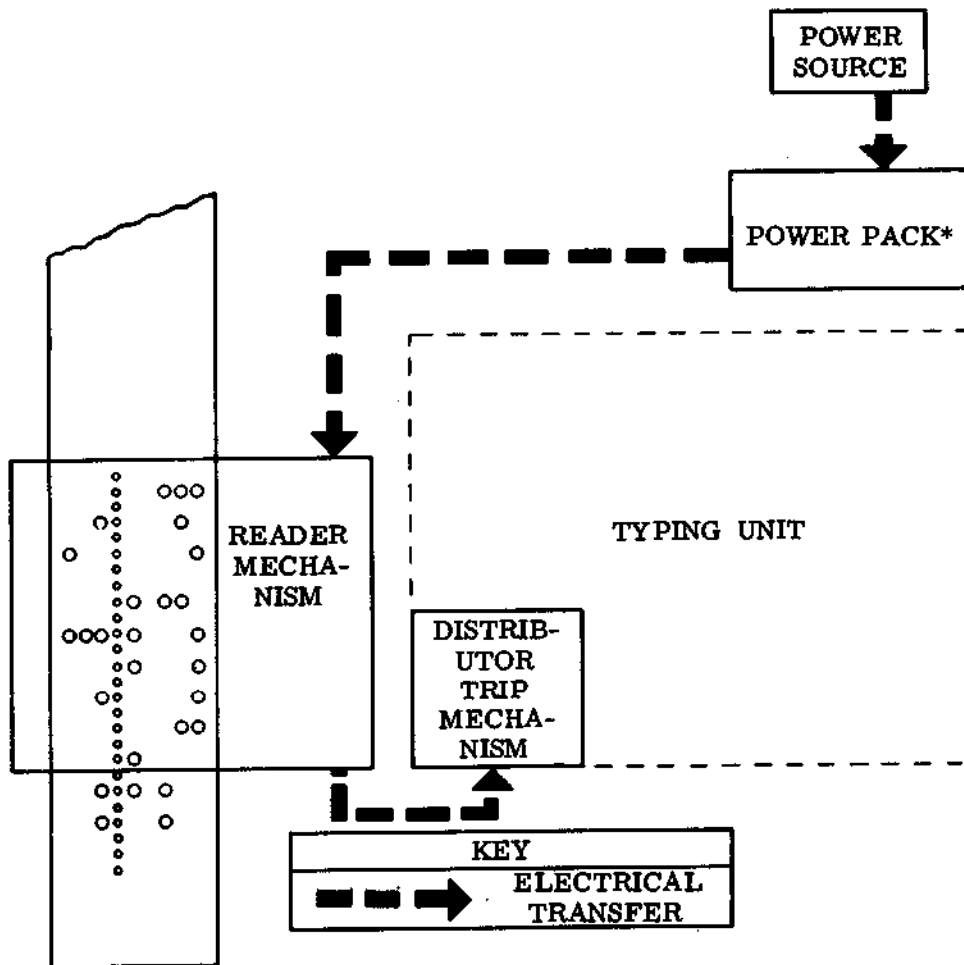 POWER
SOURCE
POWER PACK*
READER
MECHA-
NISM
TYPING UNIT
DISTRIB-
UTOR
TRIP
MECHA-
NISM
KEY
ELECTRICAL
TRANSFER